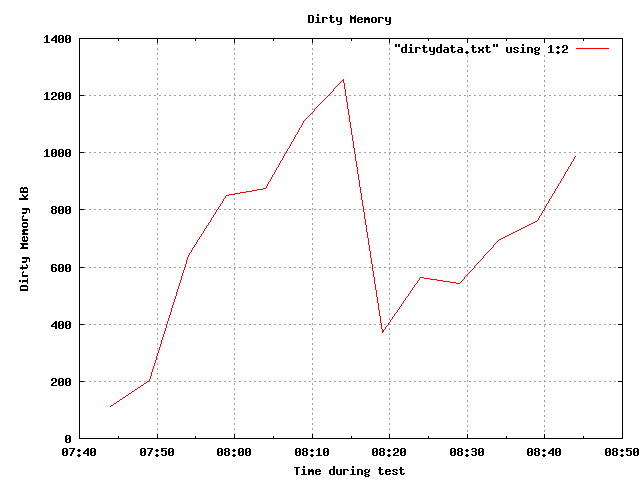 Dirty Memory
"dirtydata.txt" using 1:2
1400
1200
1000
800
600
400
200
0
Dirty Memory kB
07:40 07:50 08:00 08:10 08:20 08:30 08:40 08:50
Time during test